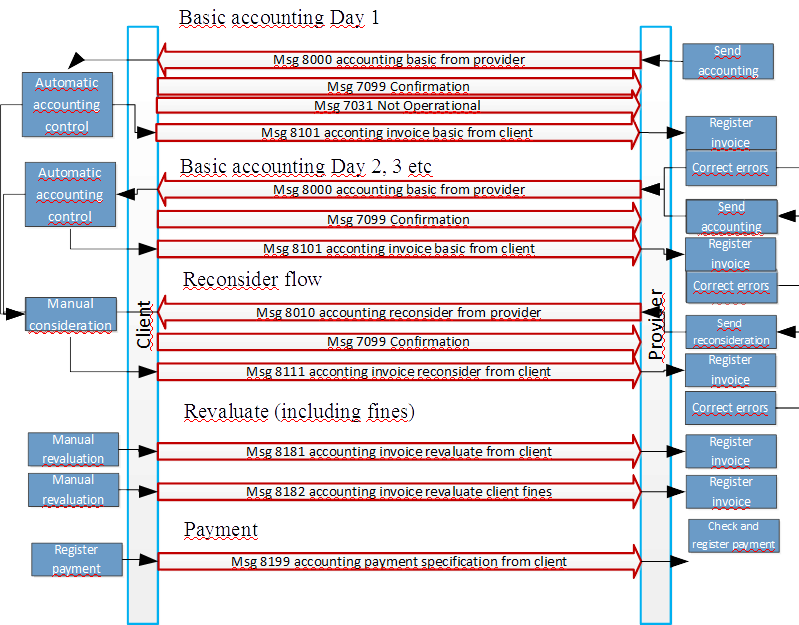 Basic accounting Day 1
Msg 8000 accounting basic from provider
Send
accounting
Automatic
accounting
control
Msg 7099 Confirmation
Msg 7031 Not Operrational
Msg 8101 acconting invoice basic from client
Register
invoice
Basic accounting Day 2, 3 etc
Correct errors
Automatic
accounting
control
Msg 8000 accounting basic from provider
Send
accounting
Msg 7099 Confirmation
Msg 8101 acconting invoice basic from client
Register
invoice
Reconsider flow
Correct errors
Manual
consideration
Client
Msg 8010 accounting reconsider from provider
Provider
Send
reconsideration
Msg 7099 Confirmation
Msg 8111 acconting invoice reconsider from client
Register
invoice
Revaluate (including fines)
Correct errors
Manual
revaluation
Msg 8181 accounting invoice revaluate from client
Register
invoice
Manual
revaluation
Msg 8182 accounting invoice revaluate client fines
Register
invoice
Payment
Check and
register payment
Register
payment
Msg 8199 accounting payment specification from client